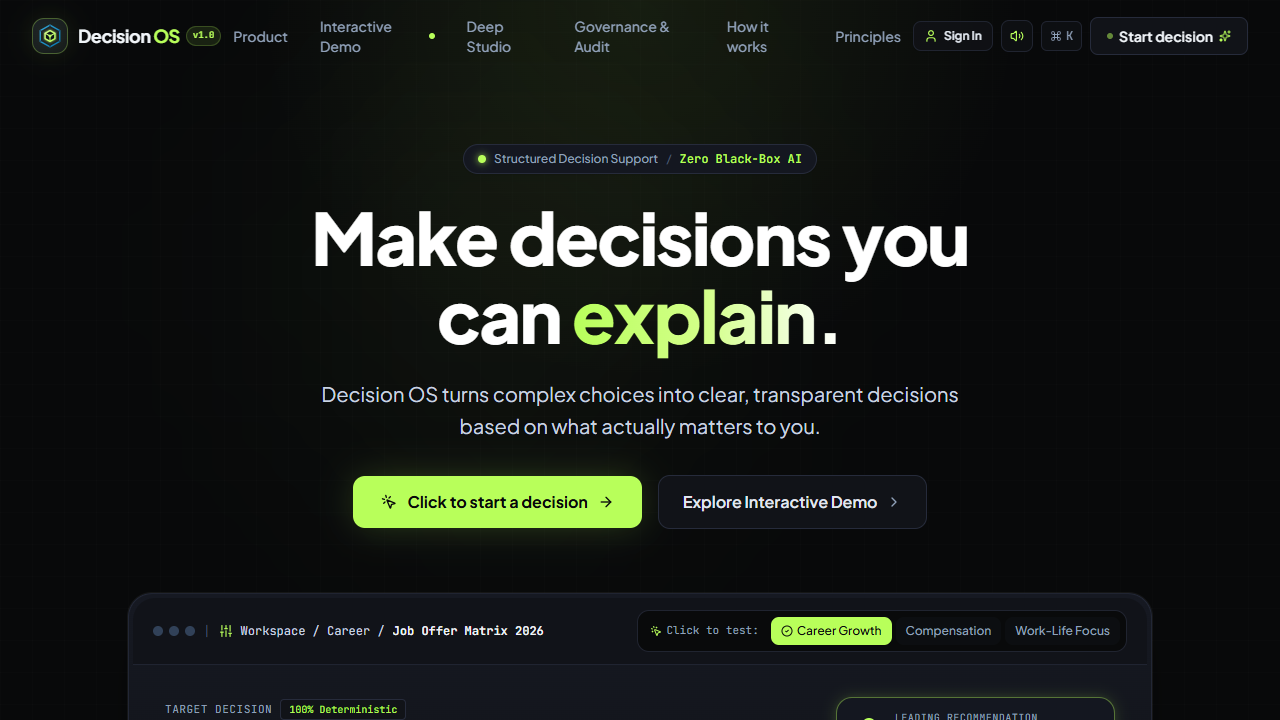 Decision OS v1.0 Product Interactive Demo Deep Studio Governance & Audit How it works Principles Sign In ⌘ K Start decision
Structured Decision Support / Zero Black-Box AI
Make decisions you
can explain.
Decision OS turns complex choices into clear, transparent decisions
based on what actually matters to you.
Click to start a decision Explore Interactive Demo
Workspace / Career / Job Offer Matrix 2026 Click to test: Career Growth Compensation Work-Life Focus
TARGET DECISION 100% Deterministic
LEADING RECOMMENDATION